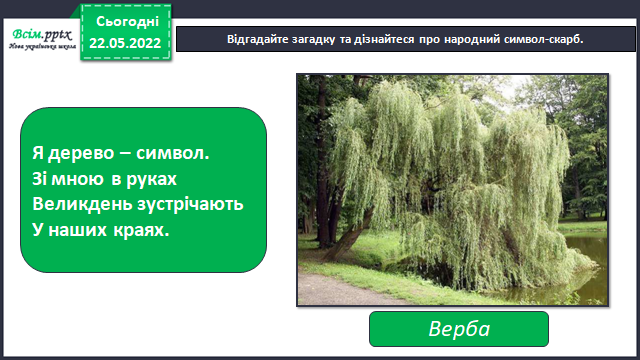 Всім.pptx
Нова українська школа
Сьогодні
22.05.2022
Відгадайте загадку та дізнайтеся про народний символ-скарб.
Я дерево – символ.
Зі мною в руках
Великдень зустрічають
У наших краях.
Верба